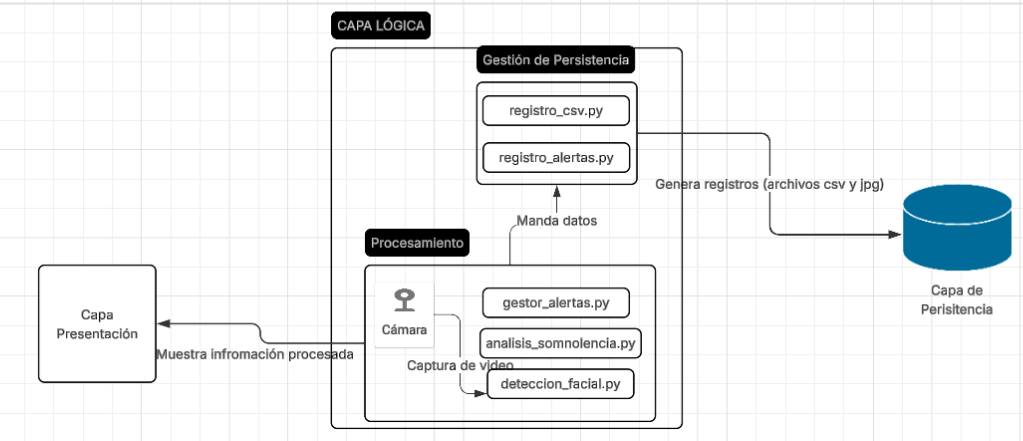 CAPA LÓGICA
Gestión de Persistencia
registro_csv.py
registro_alertas.py
Genera registros (archivos csv y jpg)
Manda datos
Procesamiento
gestor_alertas.py
Cámara
analisis_somnolencia.py
Captura de video
deteccion_facial.py
Capa
Presentación
Muestra infromación procesada
Capa de
Perisitencia